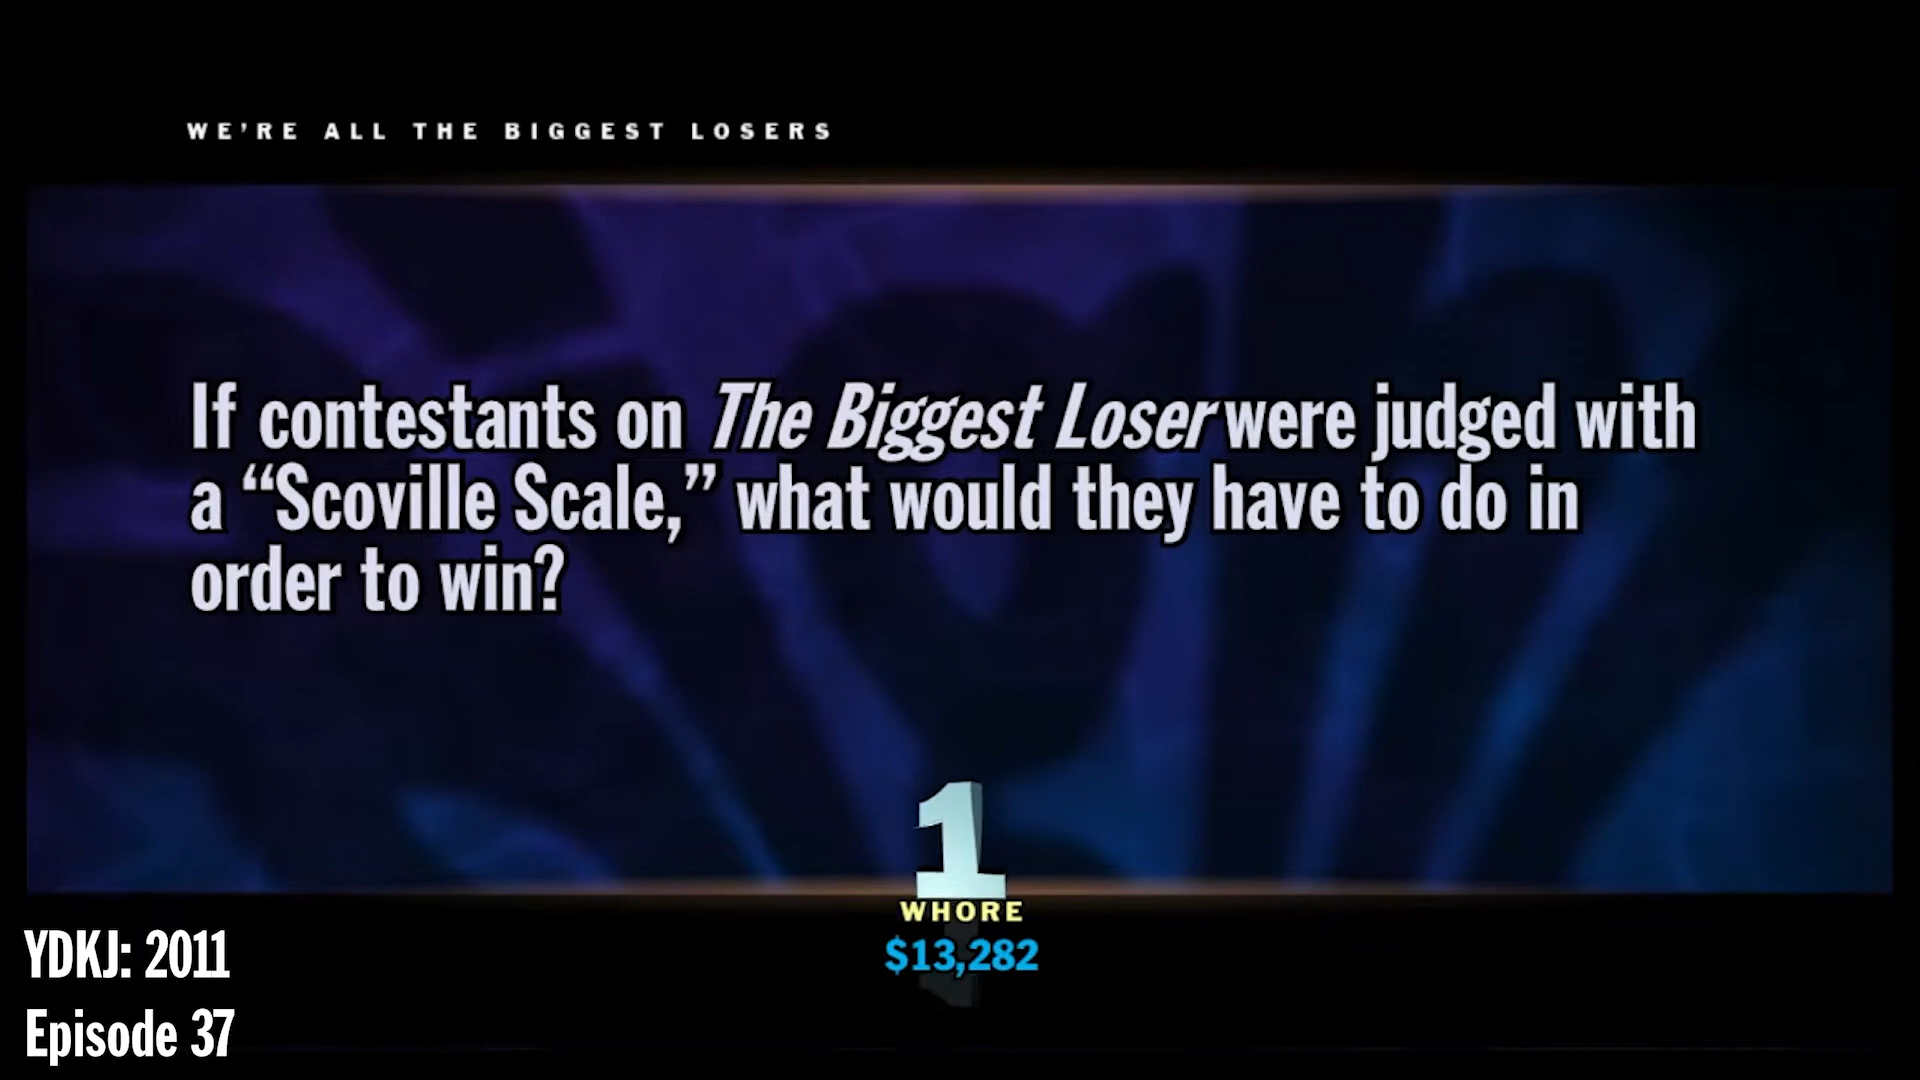 WE'RE ALL THE BIGGEST LOSERS
If contestants on The Biggest Loser were judged with
a “Scoville Scale,” what would they have to do in
order to win?
1
WHORE
$13,282
YDKJ: 2011
Episode 37